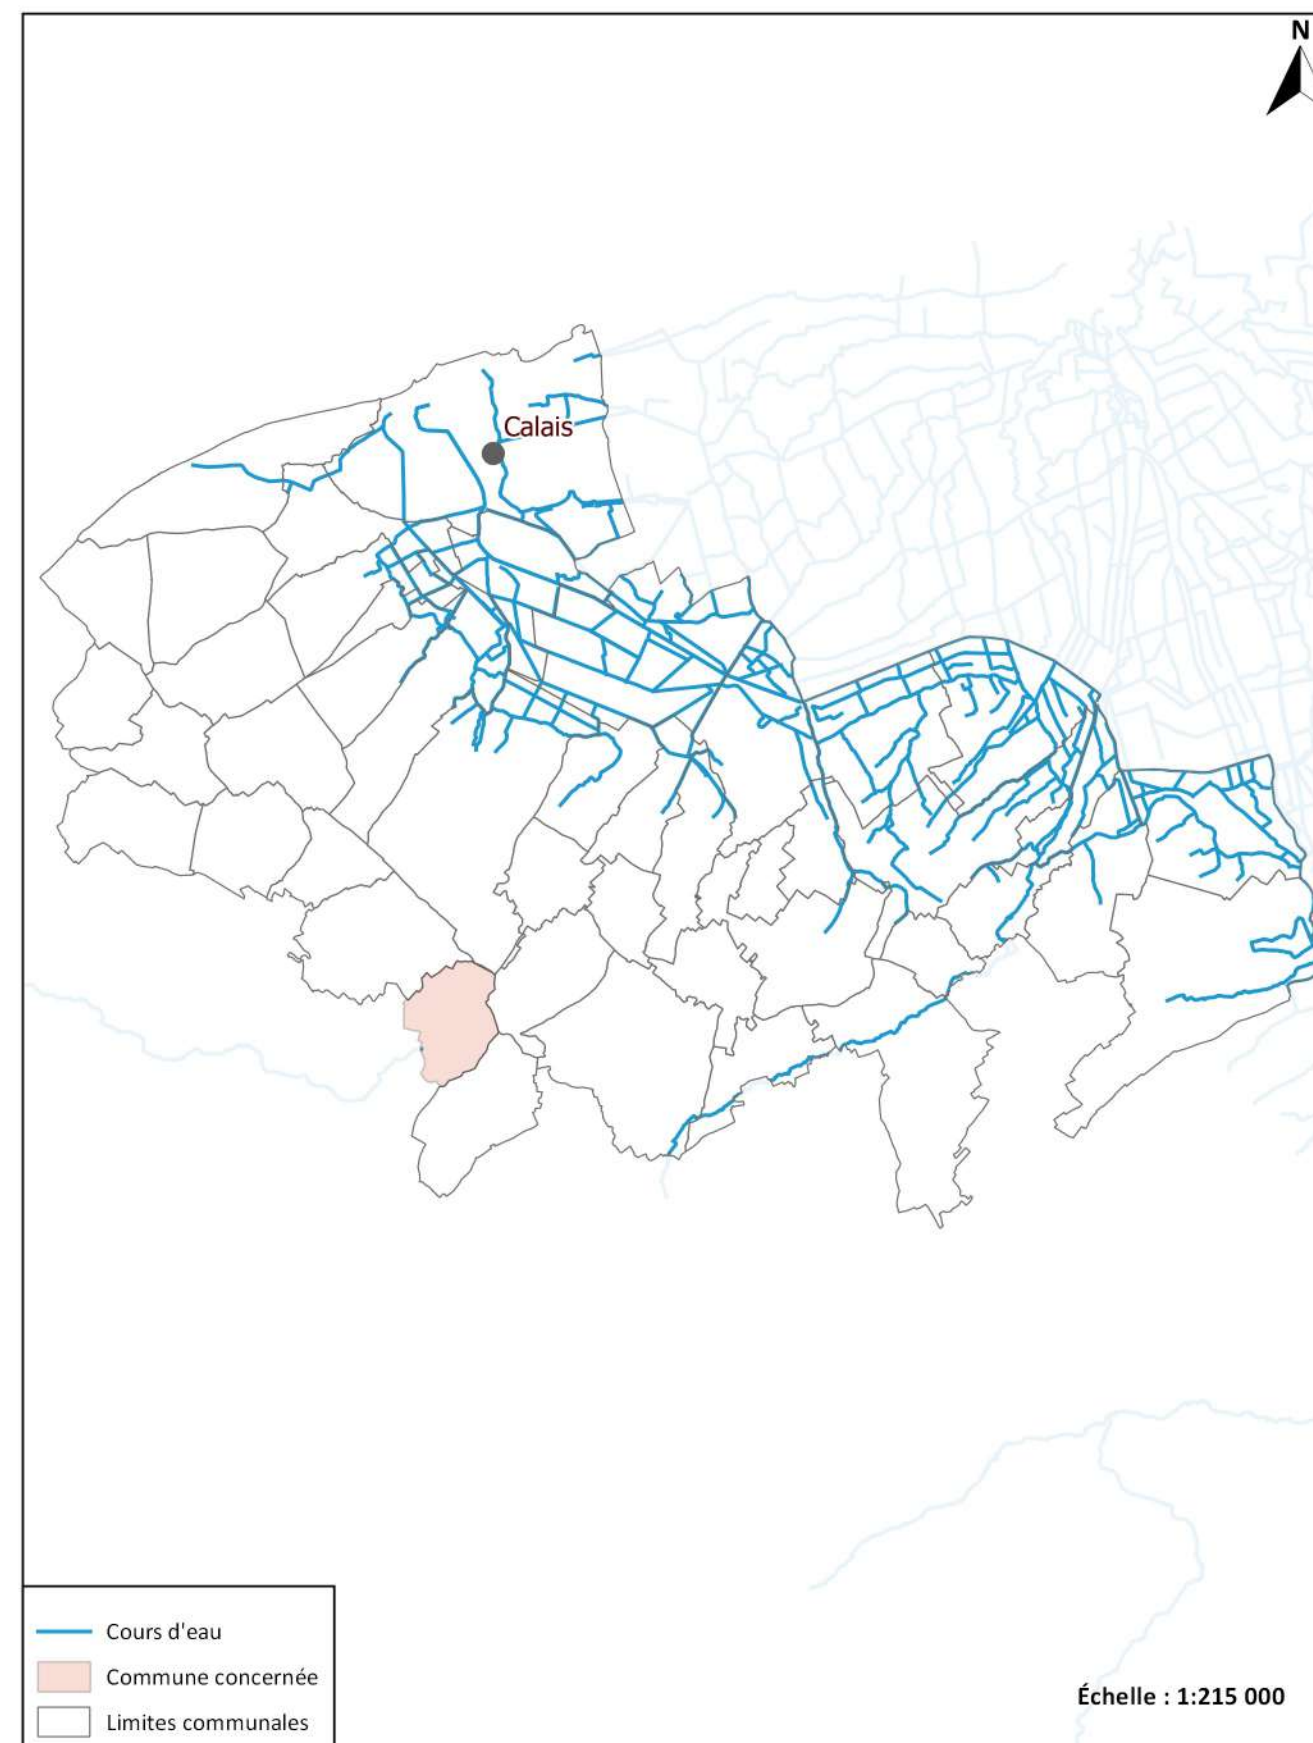 N
Calais
Cours d'eau
Commune concernée
Limites communales
Échelle : 1:215 000